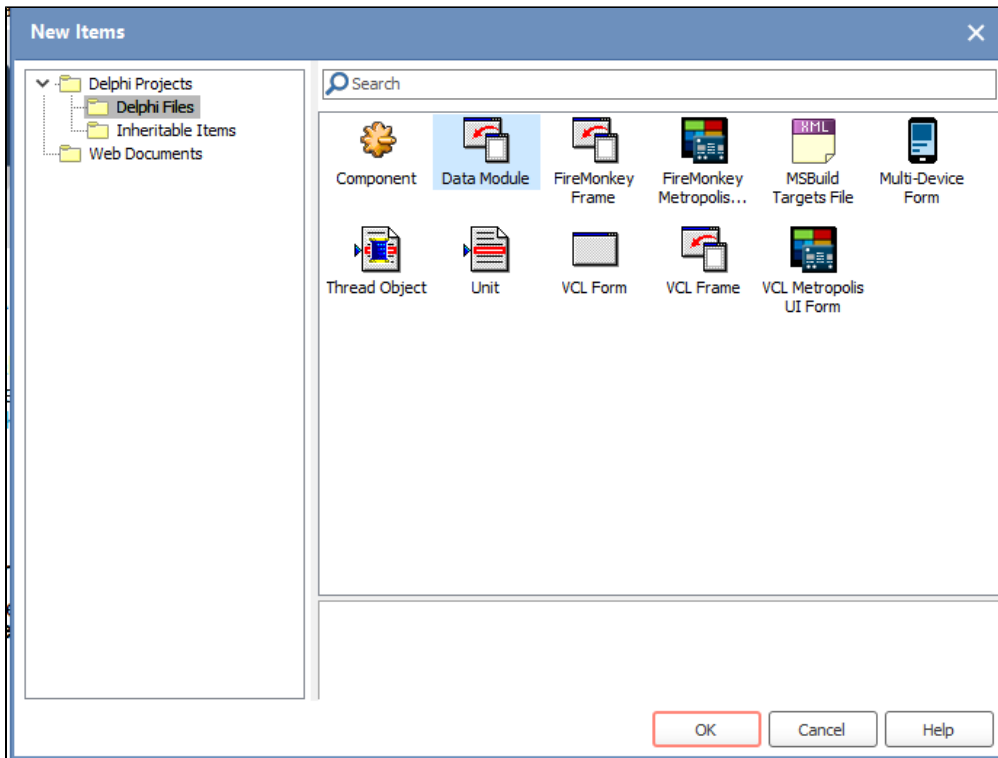 New Items
Delphi Projects
Delphi Files
Inheritable Items
Web Documents
Search
Component
Data Module
FireMonkey
Frame
FireMonkey
Metropolis...
XML
MSBuild
Targets File
Multi-Device
Form
Thread Object
Unit
VCL Form
VCL Frame
VCL Metropolis
UI Form
OK
Cancel
Help